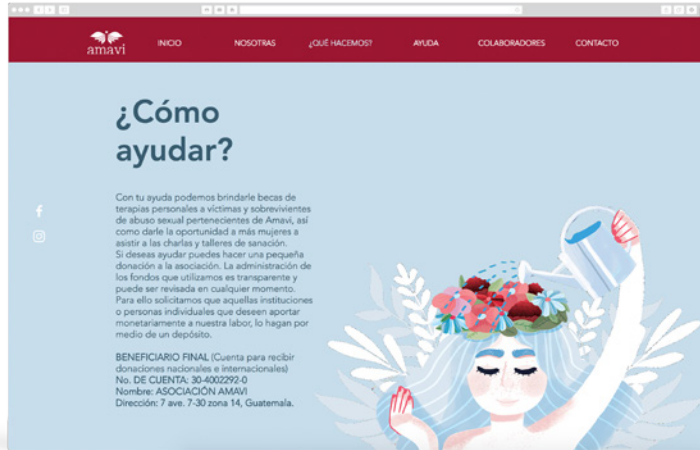 amavi
INICIO
NOSOTRAS
¿QUÉ HACEMOS?
AYUDA
COLABORADORES
CONTACTO
¿Cómo
ayudar?
Con tu ayuda podemos brindarle becas de
terapias personales a víctimas y sobrevivientes
de abuso sexual pertenecientes de Amavi, así
como darle la oportunidad a más mujeres a
asistir a las charlas y talleres de sanación.
Si deseas ayudar puedes hacer una pequeña
donación a la asociación. La administración de
los fondos que utilizamos es transparente y
puede ser revisada en cualquier momento.
Para ello solicitamos que aquellas instituciones
o personas individuales que deseen aportar
monetariamente a nuestra labor, lo hagan por
medio de un depósito.
BENEFICIARIO FINAL (Cuenta para recibir
donaciones nacionales e internacionales)
No. DE CUENTA: 30-4002292-0
Nombre: ASOCIACIÓN AMAVI
Dirección: 7 ave. 7-30 zona 14, Guatemala.